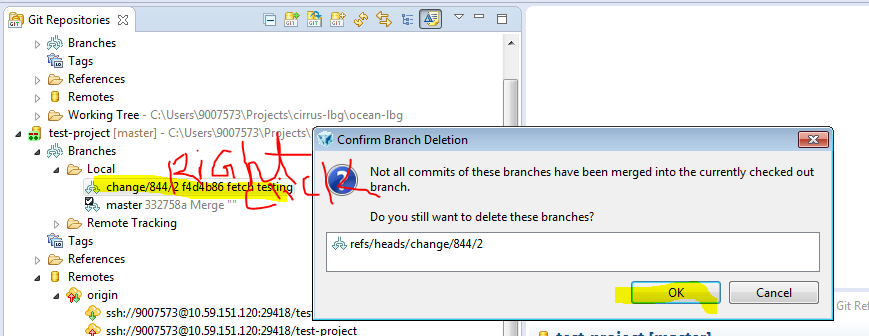 Git Repositories
Branches
Tags
References
Remotes
Working Tree - C:\Users\9007573\Projects\cirrus-lbg\ocean-lbg
test-project [master] - C:\Users\9007573\Projects\
Branches
Local
change/844/2 f4d4b86 fetch testing
RiGht
click
master 332758a Merge ""
Remote Tracking
Tags
References
Remotes
origin
ssh://9007573@10.59.151.120:29418/test
ssh://9007573@10.59.151.120:29418/test-project
Confirm Branch Deletion
Not all commits of these branches have been merged into the currently checked out
branch.
Do you still want to delete these branches?
refs/heads/change/844/2
OK
Cancel
Git Ref
test-project [master]